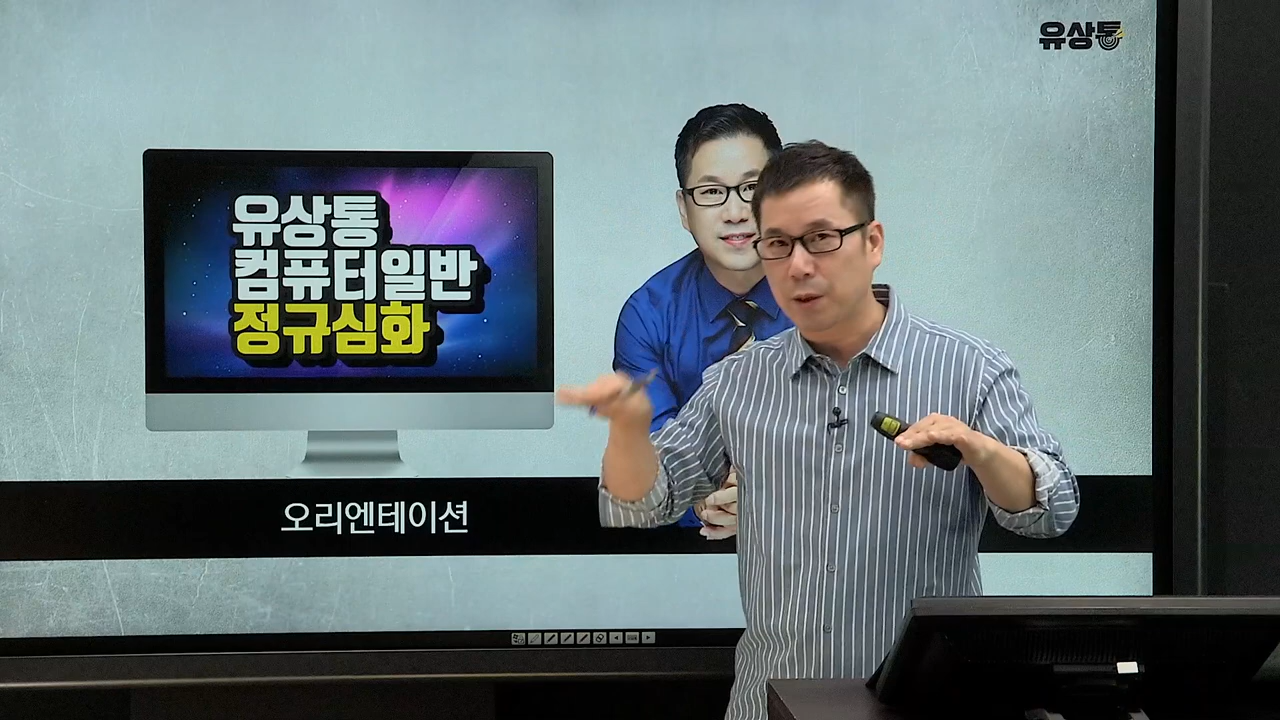 유상통
유상통
컴퓨터일반
정규심화
오리엔테이션